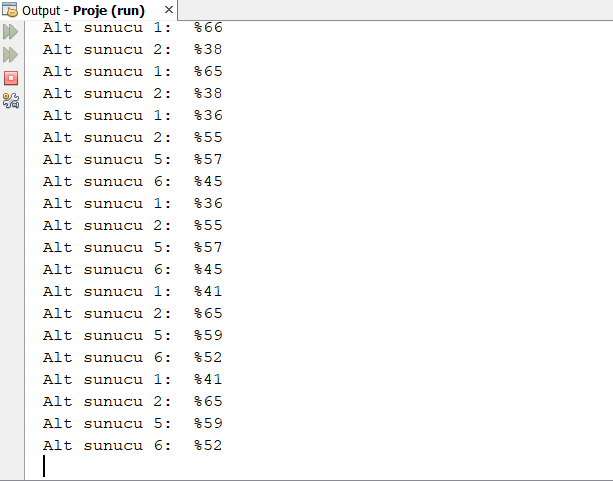 Output - Proje (run)
Alt sunucu 1:  %66
Alt sunucu 2:  %38
Alt sunucu 1:  %65
Alt sunucu 2:  %38
Alt sunucu 1:  %36
Alt sunucu 2:  %55
Alt sunucu 5:  %57
Alt sunucu 6:  %45
Alt sunucu 1:  %36
Alt sunucu 2:  %55
Alt sunucu 5:  %57
Alt sunucu 6:  %45
Alt sunucu 1:  %41
Alt sunucu 2:  %65
Alt sunucu 5:  %59
Alt sunucu 6:  %52
Alt sunucu 1:  %41
Alt sunucu 2:  %65
Alt sunucu 5:  %59
Alt sunucu 6:  %52